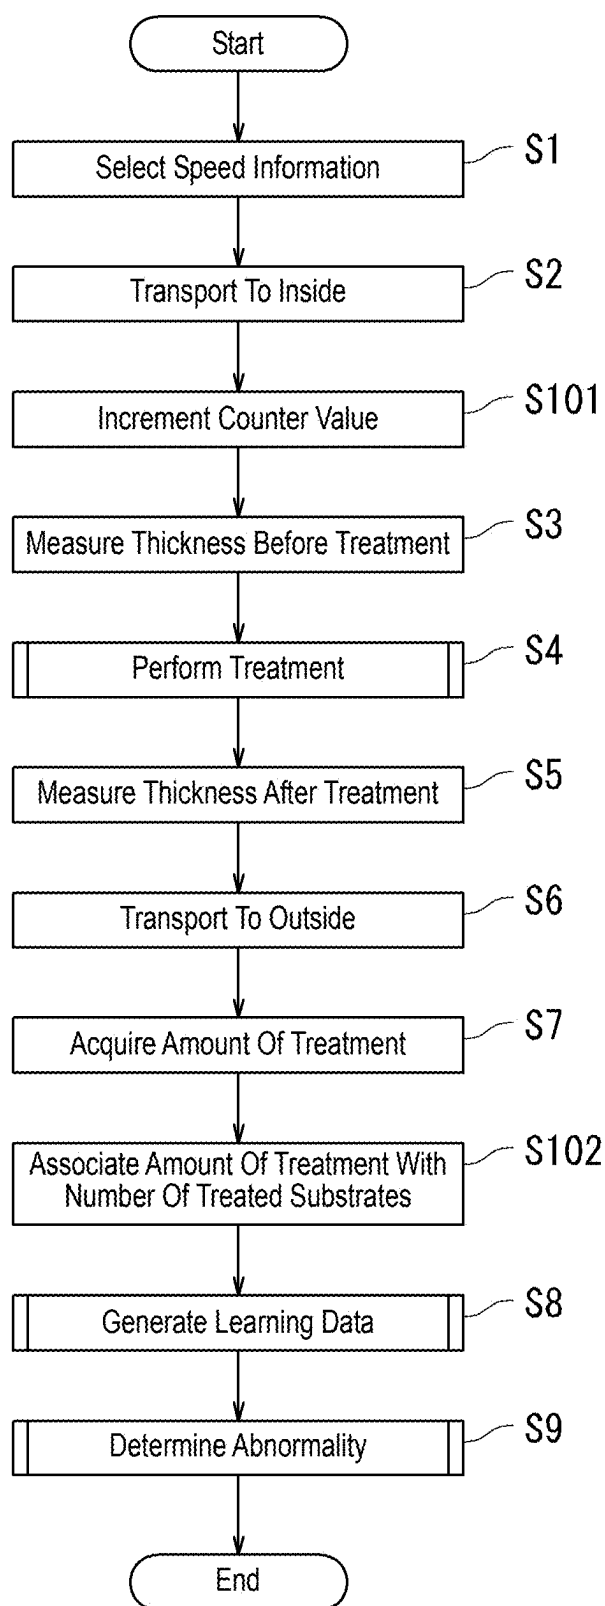 Start
Select Speed Information
S1
Transport To Inside
S2
Increment Counter Value
S101
Measure Thickness Before Treatment
S3
Perform Treatment
S4
Measure Thickness After Treatment
S5
Transport To Outside
S6
Acquire Amount Of Treatment
S7
Associate Amount Of Treatment With
Number Of Treated Substrates
S102
Generate Learning Data
S8
Determine Abnormality
S9
End